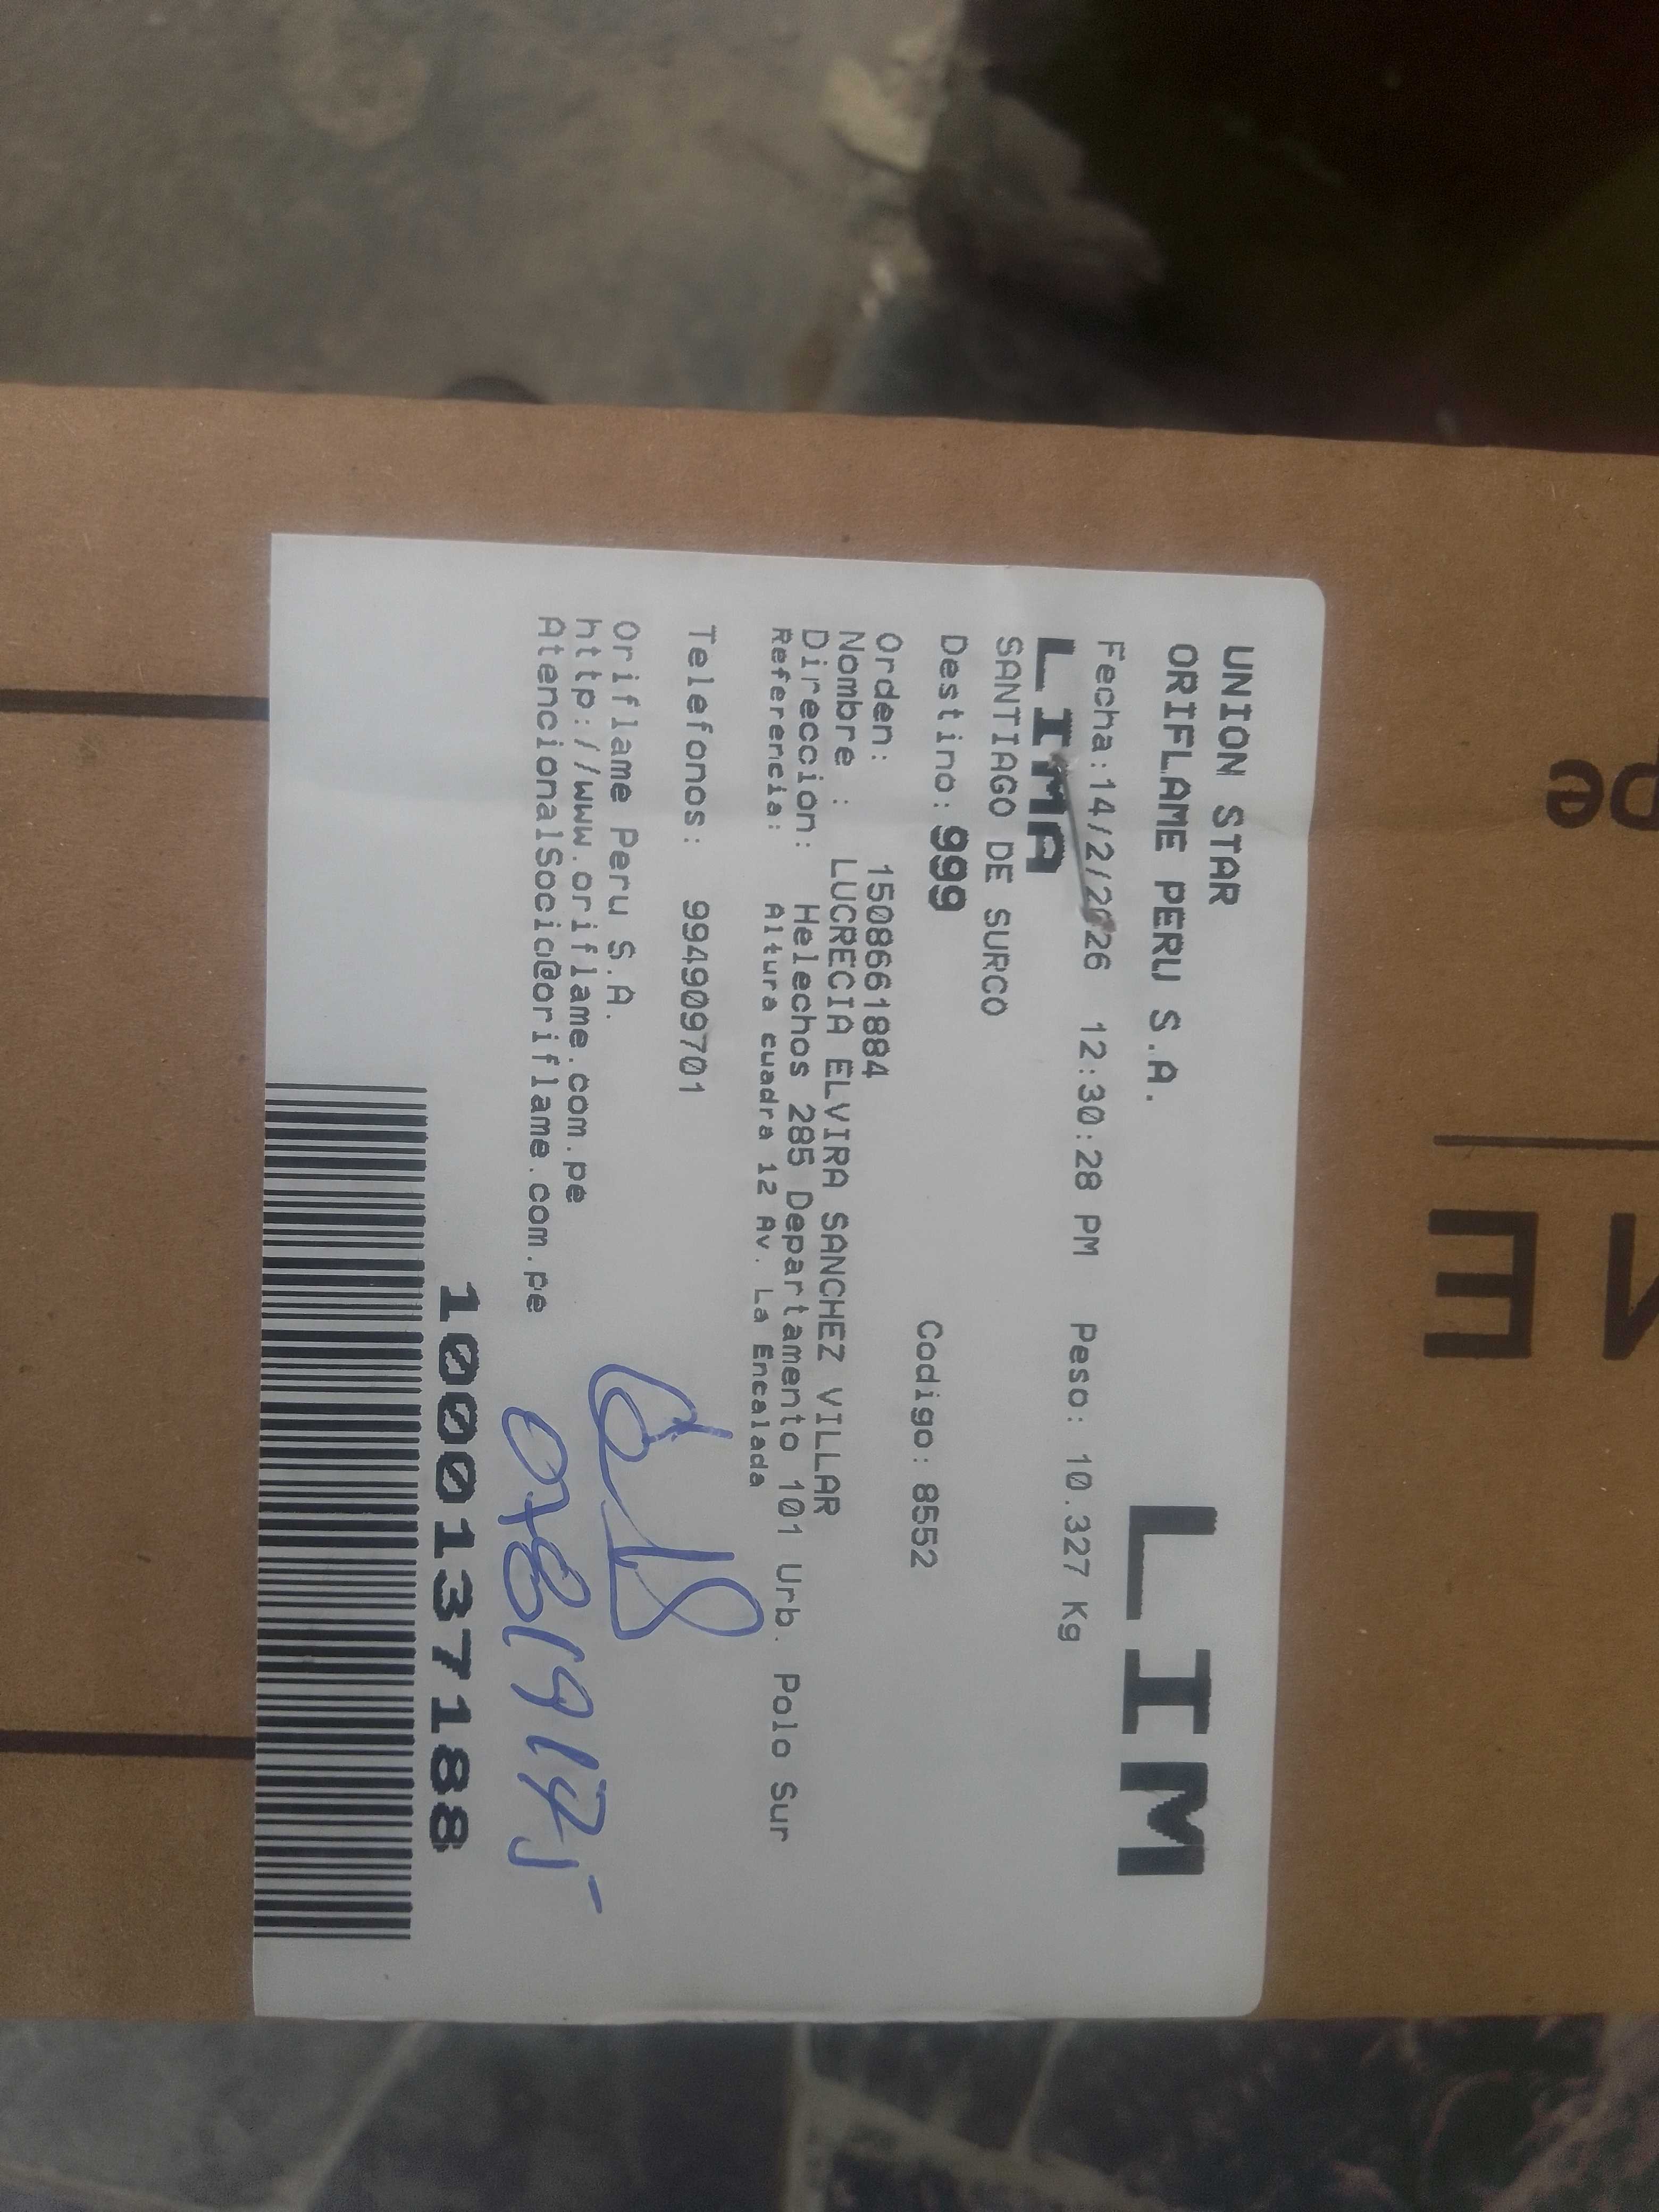 UNION STAR
ORIFLAME PERU S.A.
LIM
Fecha:14/2/2026 12:30:28 PM Peso: 10.327 Kg
LIMA
SANTIAGO DE SURCO
Destino: 999 Codigo: 8552
Orden: 1508661884
Nombre : LUCRECIA ELVIRA SANCHEZ VILLAR
Direccion: Helechos 285 Departamento 101 Urb. Polo Sur
Referencia: Altura cuadra 12 Av. La Encalada
Telefonos: 994909701
Oriflame Peru S.A.
http://www.oriflame.com.pe
AtencionalSocio@oriflame.com.pe
1000137188